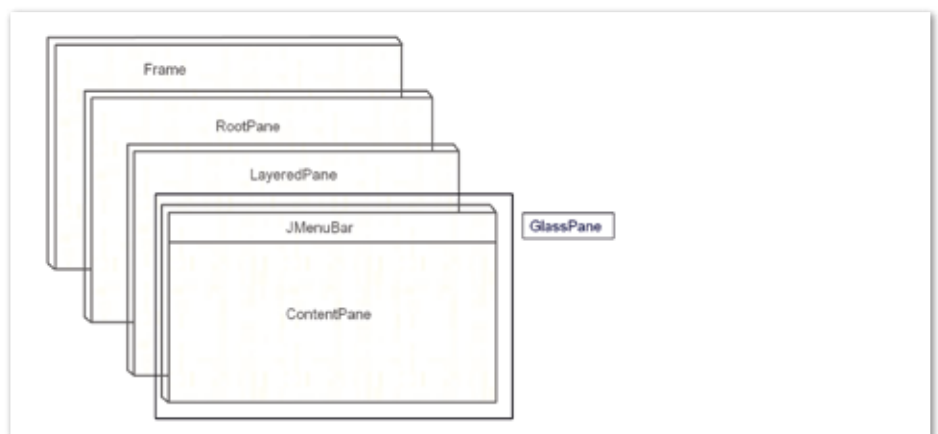 Frame
RootPane
LayeredPane
JMenuBar
GlassPane
ContentPane